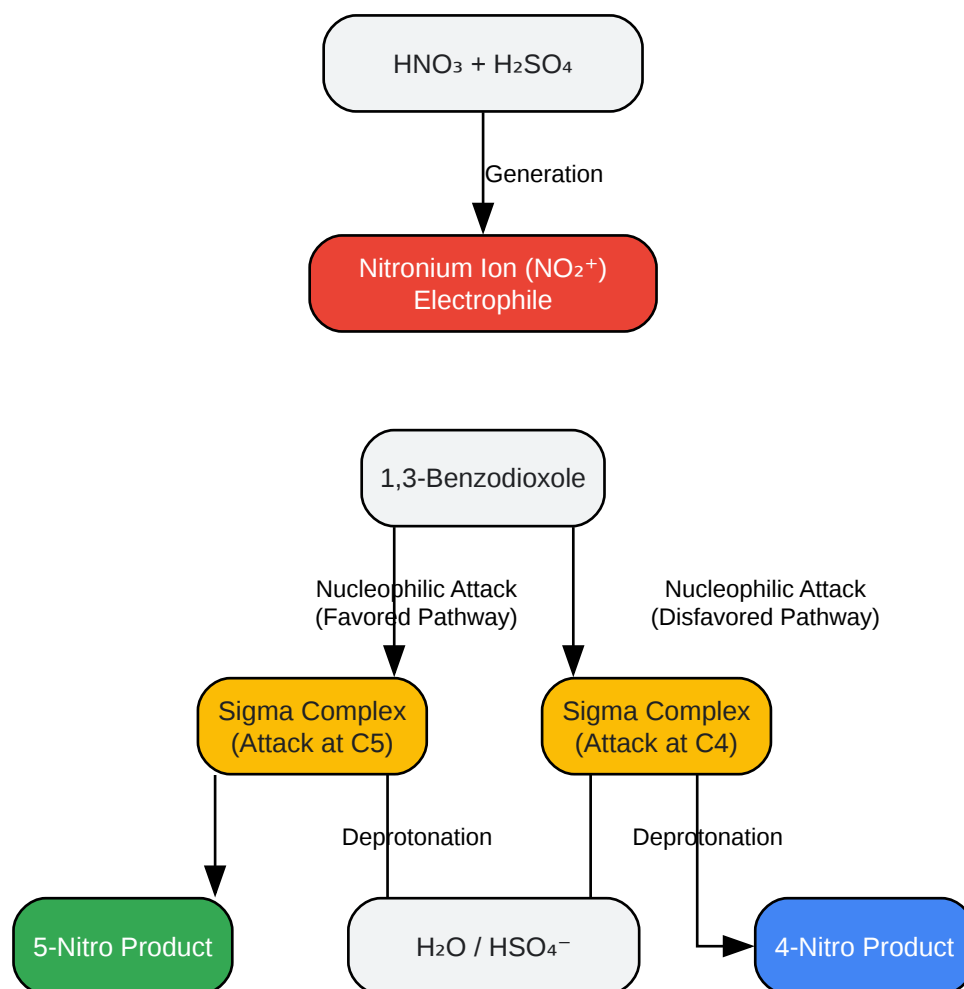 HNO₃ + H₂SO₄
Generation
Nitronium Ion (NO₂⁺)
Electrophile
1,3-Benzodioxole
Nucleophilic Attack
(Favored Pathway)
Nucleophilic Attack
(Disfavored Pathway)
Sigma Complex
(Attack at C5)
Sigma Complex
(Attack at C4)
Deprotonation
Deprotonation
5-Nitro Product
H₂O / HSO₄⁻
4-Nitro Product